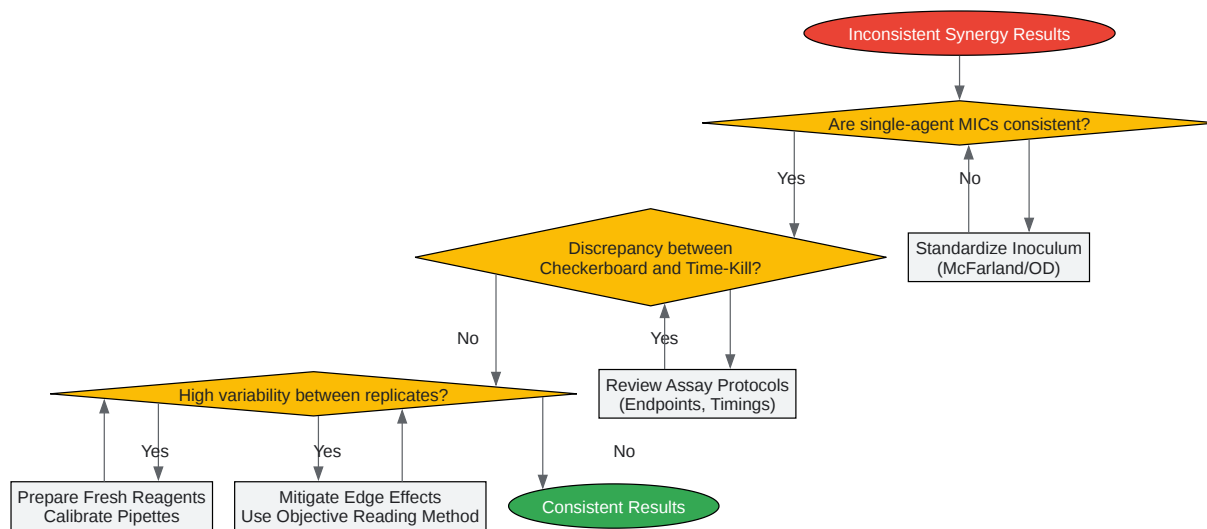 Inconsistent Synergy Results
Are single-agent MICs consistent?
Yes
No
Discrepancy between
Checkerboard and Time-Kill?
Standardize Inoculum
(McFarland/OD)
No
Yes
High variability between replicates?
Review Assay Protocols
(Endpoints, Timings)
Yes
Yes
No
Prepare Fresh Reagents
Calibrate Pipettes
Mitigate Edge Effects
Use Objective Reading Method
Consistent Results